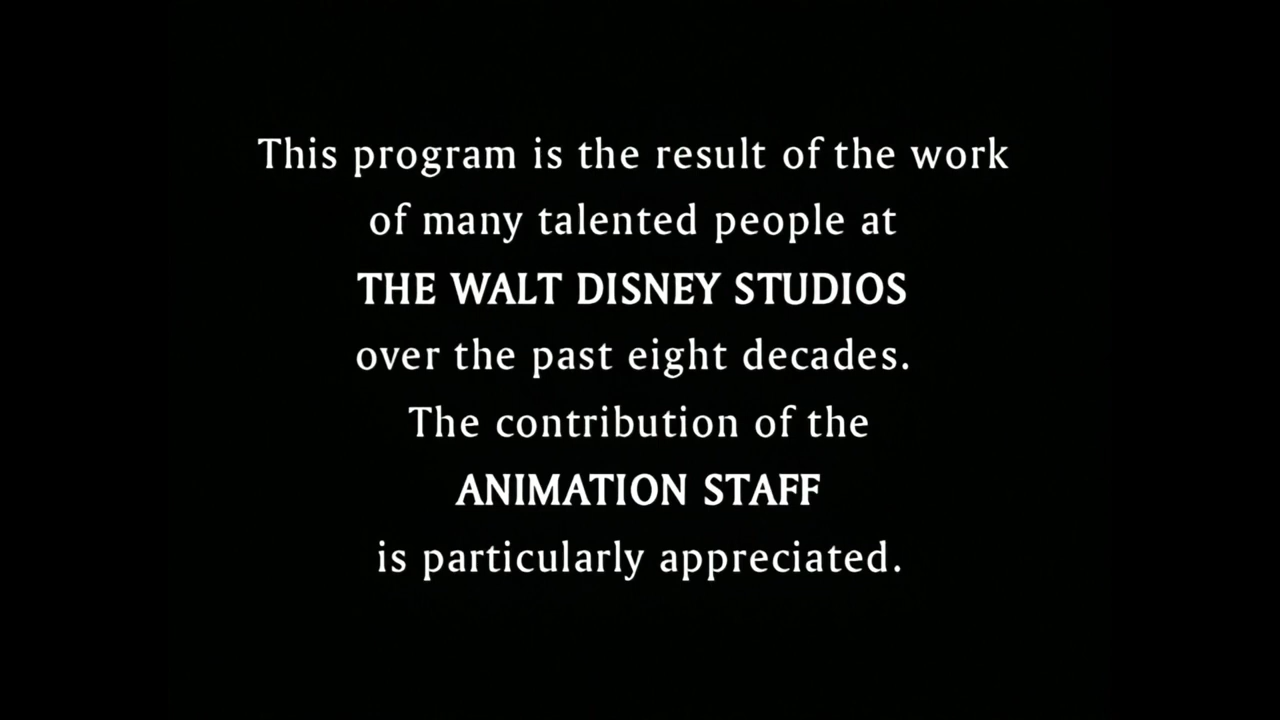 This program is the result of the work
of many talented people at
THE WALT DISNEY STUDIOS
over the past eight decades.
The contribution of the
ANIMATION STAFF
is particularly appreciated.